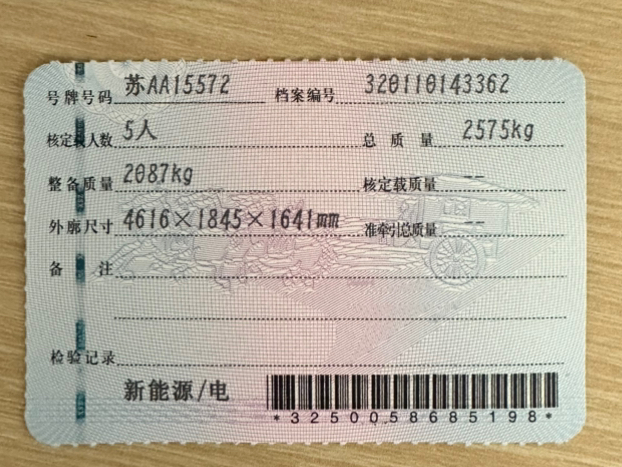 号牌号码 苏AA15572 档案编号 320110143362
核定载人数 5人 总质量 2575kg
整备质量 2087kg 核定载质量 --
外廓尺寸 4616×1845×1641mm 准牵引总质量 --
备注
检验记录
新能源/电
*3250058685198*